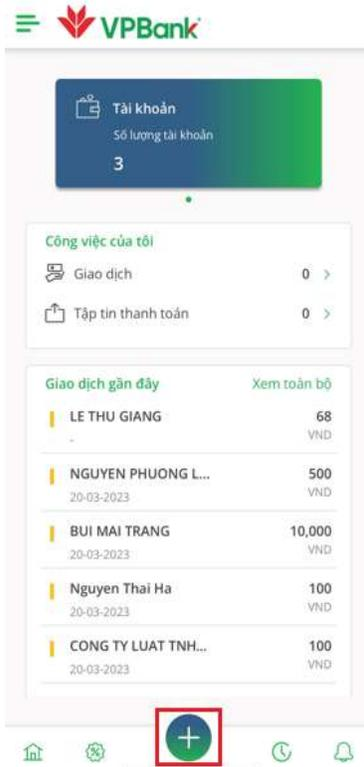 VPBank
Tài khoản
Số lượng tài khoản
3
Công việc của tôi
Giao dịch 0
Tập tin thanh toán 0
Giao dịch gần đây Xem toàn bộ
LE THU GIANG 68
- VND
NGUYEN PHUONG L... 500
20-03-2023 VND
BUI MAI TRANG 10,000
20-03-2023 VND
Nguyen Thai Ha 100
20-03-2023 VND
CONG TY LUAT TNH... 100
20-03-2023 VND